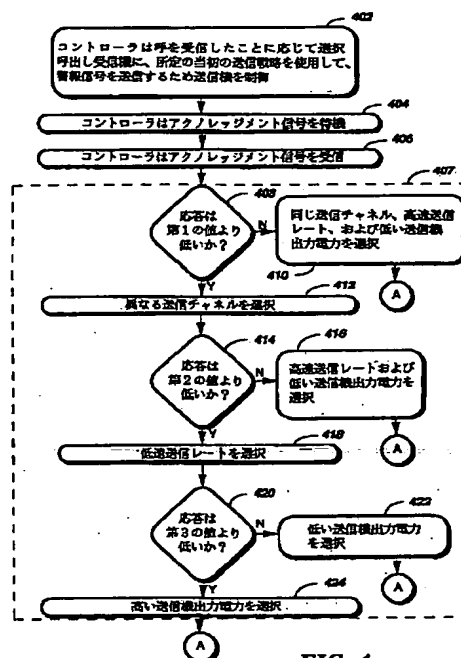 402
コントローラは呼を受信したことに応じて選択
呼出し受信機に、所定の当初の送信戦略を使用して、
警報信号を送信するため送信機を制御
404
コントローラはアクノレッジメント信号を待機
406
コントローラはアクノレッジメント信号を受信
407
408
応答は
第1の値より
低いか?
N
同じ送信チャネル、高速送信
レート、および低い送信機
出力電力を選択
410
A
Y
412
異なる送信チャネルを選択
414
応答は
第2の値より
低いか?
N
416
高速送信レートおよび
低い送信機出力電力を
選択
A
Y
418
低速送信レートを選択
420
応答は
第3の値より
低いか?
N
422
低い送信機出力電力
を選択
A
Y
424
高い送信機出力電力を選択
A